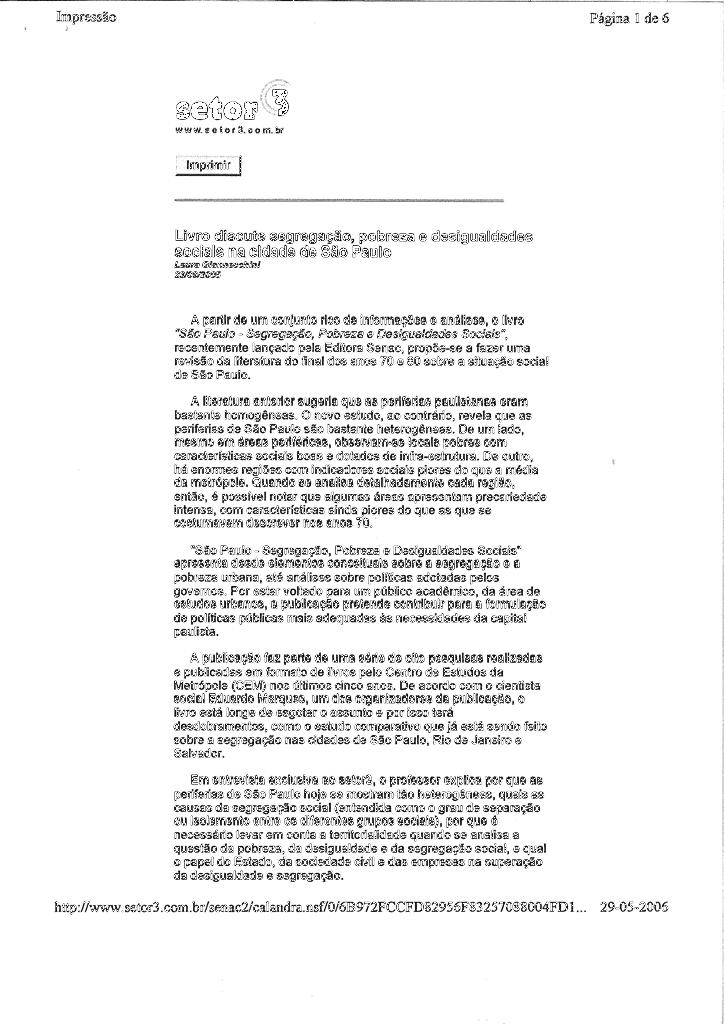 Impressão
Página 1 de 6
setor 3
www.setor3.com.br
Imprimir
Livro discute segregação, pobreza e desigualdades
sociais na cidade de São Paulo
Laura Giannecchini
A partir de um conjunto rico de informações e análises, o livro
"São Paulo - Segregação, Pobreza e Desigualdades Sociais",
recentemente lançado pela Editora Senac, propõe-se a fazer uma
revisão da literatura do final dos anos 70 e 80 sobre a situação social
de São Paulo.
A literatura anterior sugeria que as periferias paulistanas eram
bastante homogêneas. O novo estudo, ao contrário, revela que as
periferias de São Paulo são bastante heterogêneas. De um lado,
mesmo em áreas periféricas, observam-se locais pobres com
características sociais boas e dotados de infra-estrutura. De outro,
há enormes regiões com indicadores sociais piores do que a média
da metrópole. Quando se analisa detalhadamente cada região,
então, é possível notar que algumas áreas apresentam precariedade
intensa, com características ainda piores do que as que se
costumavam descrever nos anos 70.
"São Paulo - Segregação, Pobreza e Desigualdades Sociais"
apresenta desde elementos conceituais sobre a segregação e a
pobreza urbana, até análises sobre políticas adotadas pelos
governos. Por estar voltado para um público acadêmico, da área de
estudos urbanos, a publicação pretende contribuir para a formulação
de políticas públicas mais adequadas às necessidades da capital
paulista.
A publicação faz parte de uma série de oito pesquisas realizadas
e publicadas em formato de livros pelo Centro de Estudos da
Metrópole (CEM) nos últimos cinco anos. De acordo com o cientista
social Eduardo Marques, um dos organizadores da publicação, o
livro está longe de esgotar o assunto e por isso terá
desdobramentos, como o estudo comparativo que já está sendo feito
sobre a segregação nas cidades de São Paulo, Rio de Janeiro e
Salvador.
Em entrevista exclusiva ao setor3, o professor explica por que as
periferias de São Paulo hoje se mostram tão heterogêneas, quais as
causas da segregação social (entendida como o grau de separação
ou isolamento entre os diferentes grupos sociais), por que é
necessário levar em conta a territorialidade quando se analisa a
questão da pobreza, da desigualdade e da segregação social, e qual
o papel do Estado, da sociedade civil e das empresas na superação
da desigualdade e segregação.
http://www.setor3.com.br/senac2/calandra.nsf/0/6B972FCCFD82956F83257088004FD1... 29-05-2006